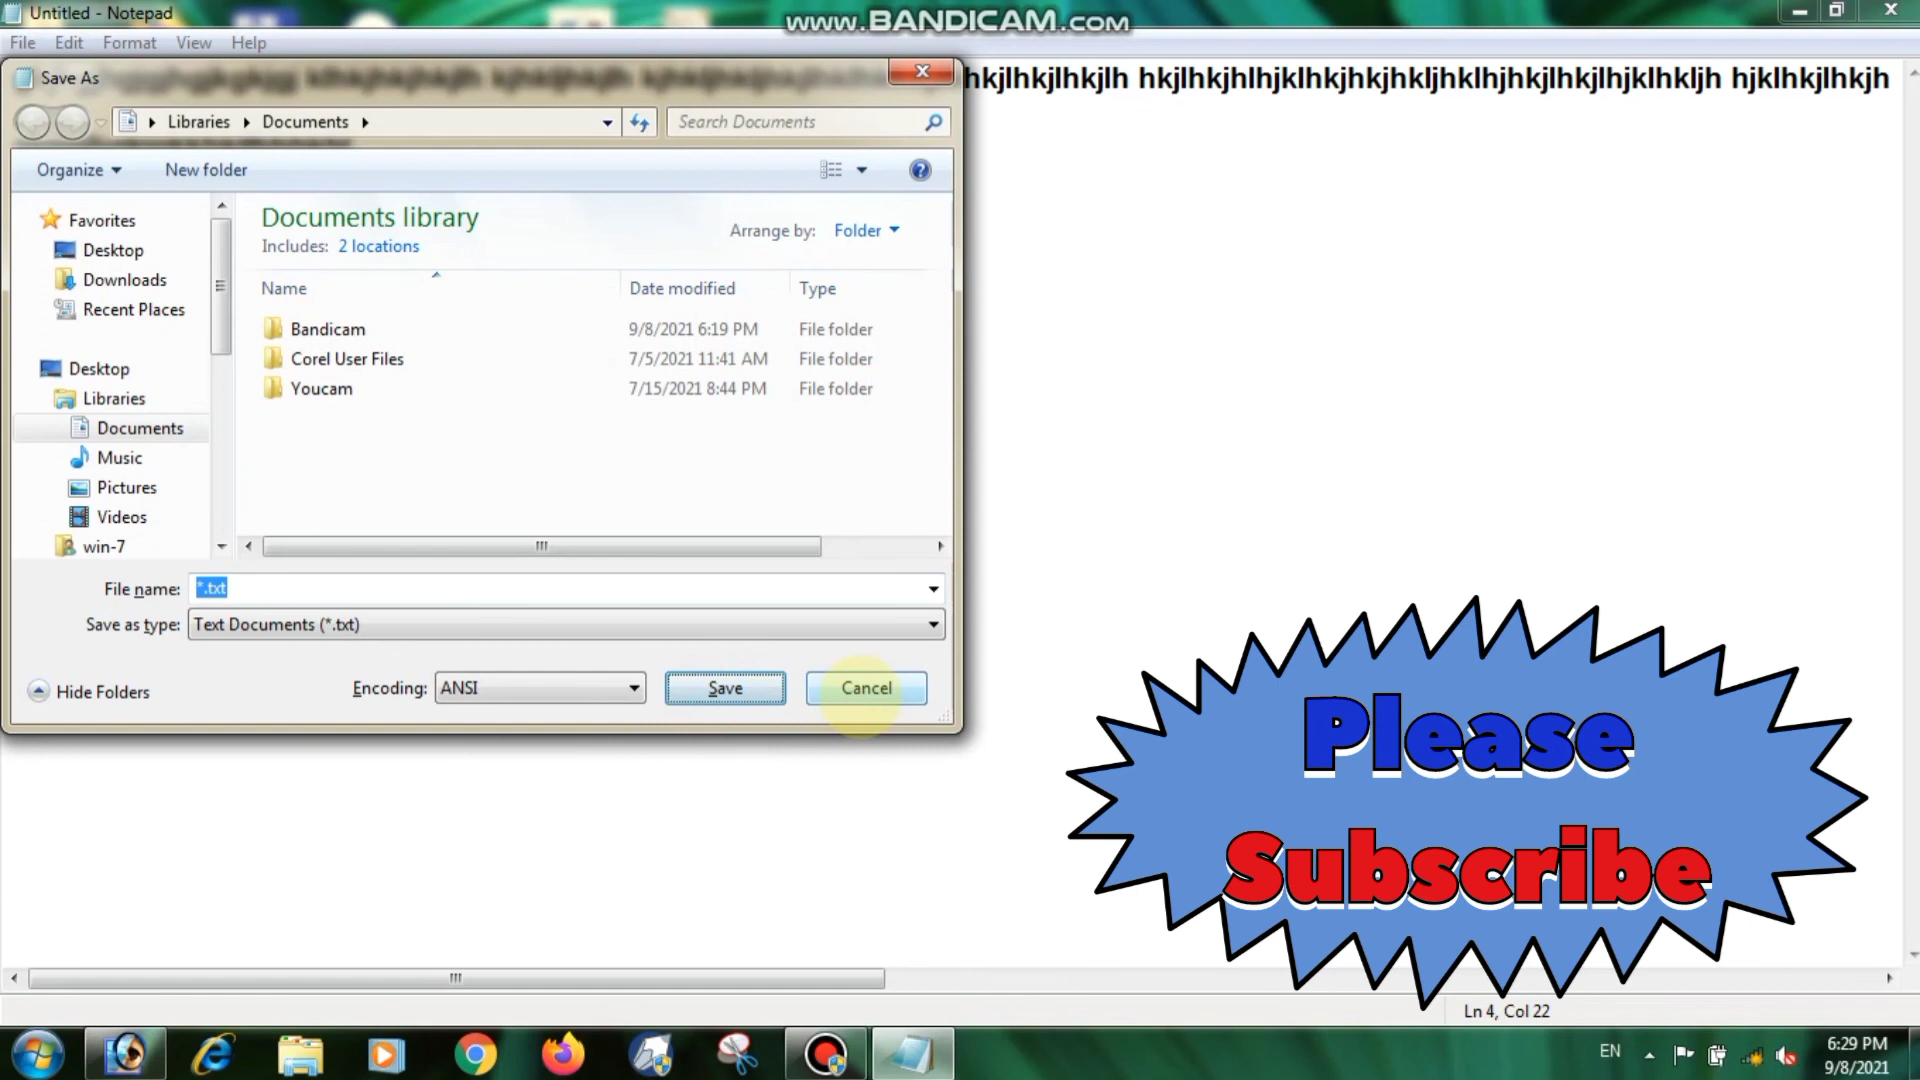 Untitled - Notepad
www.BANDICAM.com
File Edit Format View Help
Save As
hkjlhkjlhkjlh hkjlhkjhlhjklhkjhkjhkljhklhjhkjlhkjlhjklhkljh hjklhkjlhkjh
Libraries Documents
Search Documents
Organize New folder
Favorites
Desktop
Downloads
Recent Places
Desktop
Libraries
Documents
Music
Pictures
Videos
win-7
Documents library
Includes: 2 locations
Arrange by: Folder
Name Date modified Type
Bandicam 9/8/2021 6:19 PM File folder
Corel User Files 7/5/2021 11:41 AM File folder
Youcam 7/15/2021 8:44 PM File folder
File name: *.txt
Save as type: Text Documents (*.txt)
Hide Folders
Encoding: ANSI
Save
Cancel
Please
Subscribe
Ln 4, Col 22
EN
6:29 PM
9/8/2021